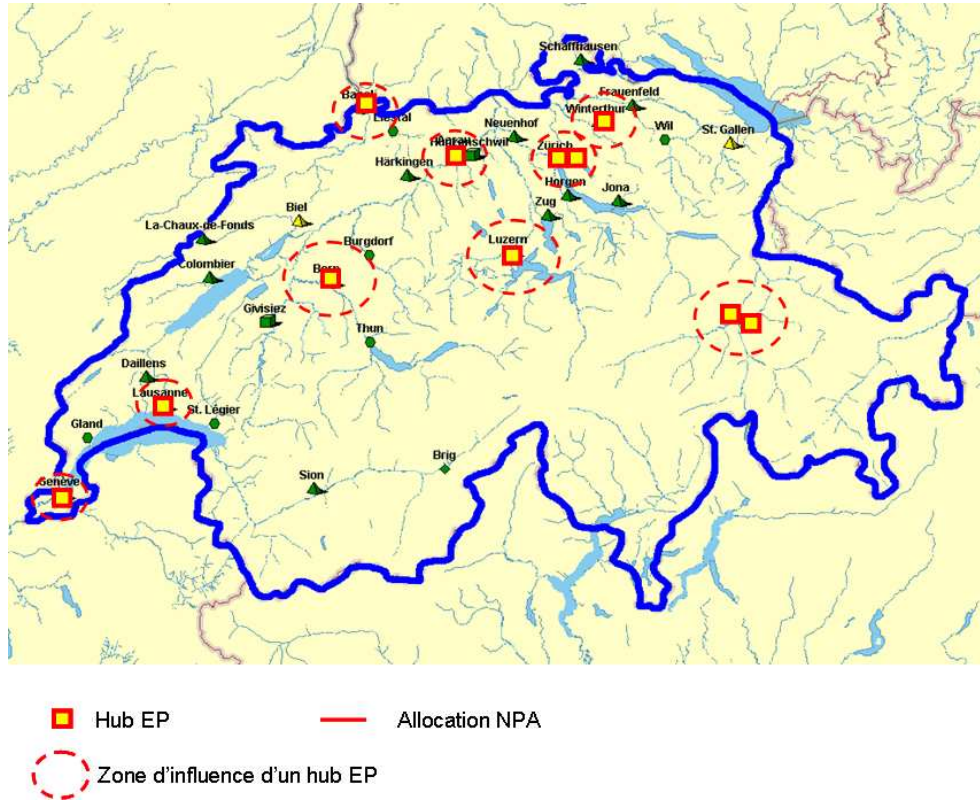 Schaffhausen
Frauenfeld
Winterthur
Liestal
Neuenhof
Wil
St. Gallen
Zürich
Härkingen
Horgen
Jona
Zug
Biel
La-Chaux-de-Fonds
Burgdorf
Luzern
Colombier
Bern
Givisiez
Thun
Daillens
Lausanne
St. Légier
Gland
Brig
Sion
Genève
Hub EP
Allocation NPA
Zone d'influence d'un hub EP